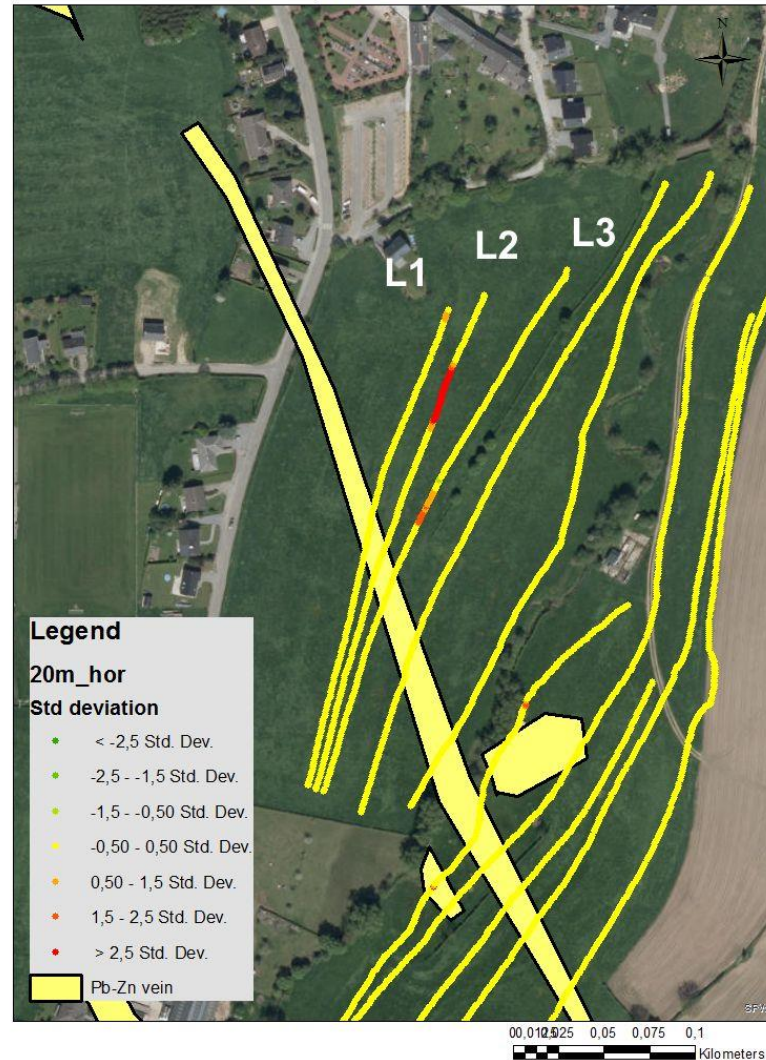 N
L1
L2
L3
Legend
20m_hor
Std deviation
< -2,5 Std. Dev.
-2,5 - -1,5 Std. Dev.
-1,5 - -0,50 Std. Dev.
-0,50 - 0,50 Std. Dev.
0,50 - 1,5 Std. Dev.
1,5 - 2,5 Std. Dev.
> 2,5 Std. Dev.
Pb-Zn vein
0,05 0,075 0,1
Kilometers